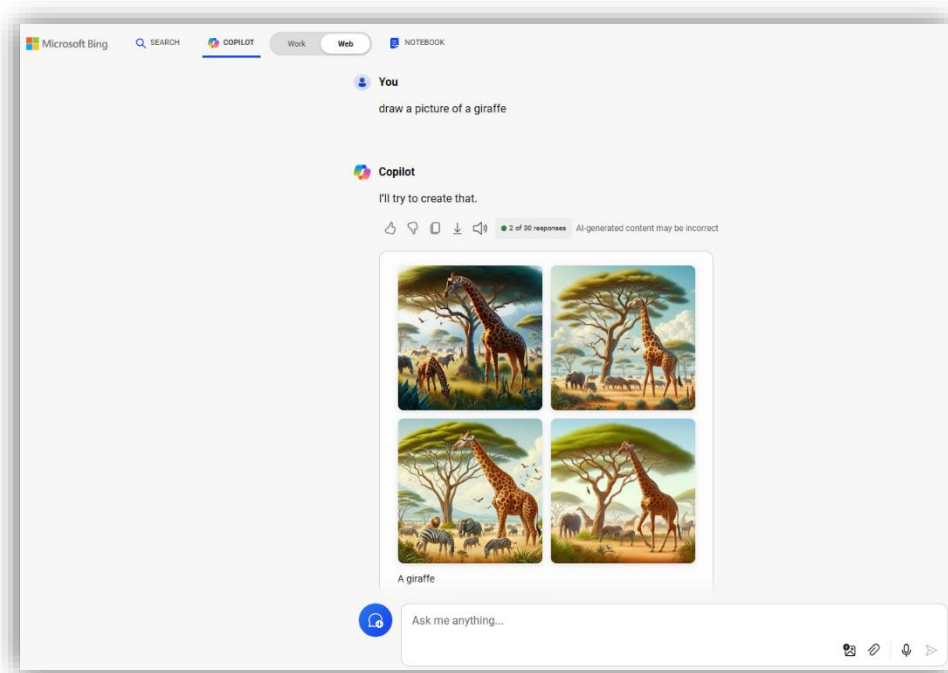 Microsoft Bing SEARCH COPILOT Work Web NOTEBOOK
You
draw a picture of a giraffe
Copilot
I'll try to create that.
2 of 30 responses AI-generated content may be incorrect
A giraffe
Ask me anything...